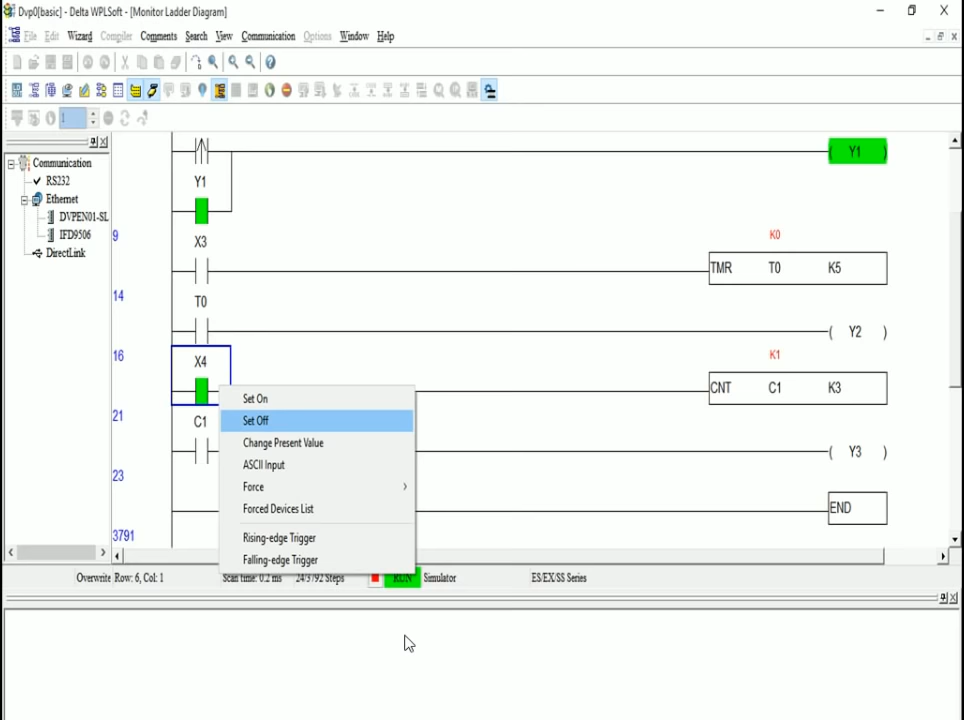 Dvp0[basic] - Delta WPLSoft - [Monitor Ladder Diagram]
File Edit Wizard Compiler Comments Search View Communication Options Window Help
1
Communication
RS232
Ethernet
DVPEN01-SL
IFD9506
DirectLink
Y1
Y1
9
X3
K0
TMR T0 K5
14
T0
Y2
16
X4
K1
CNT C1 K3
21
C1
Y3
23
END
3791
Set On
Set Off
Change Present Value
ASCII Input
Force
Forced Devices List
Rising-edge Trigger
Falling-edge Trigger
Overwrite Row: 6, Col: 1 Scan time: 0.2 ms 24/3792 Steps RUN Simulator ES/EX/SS Series